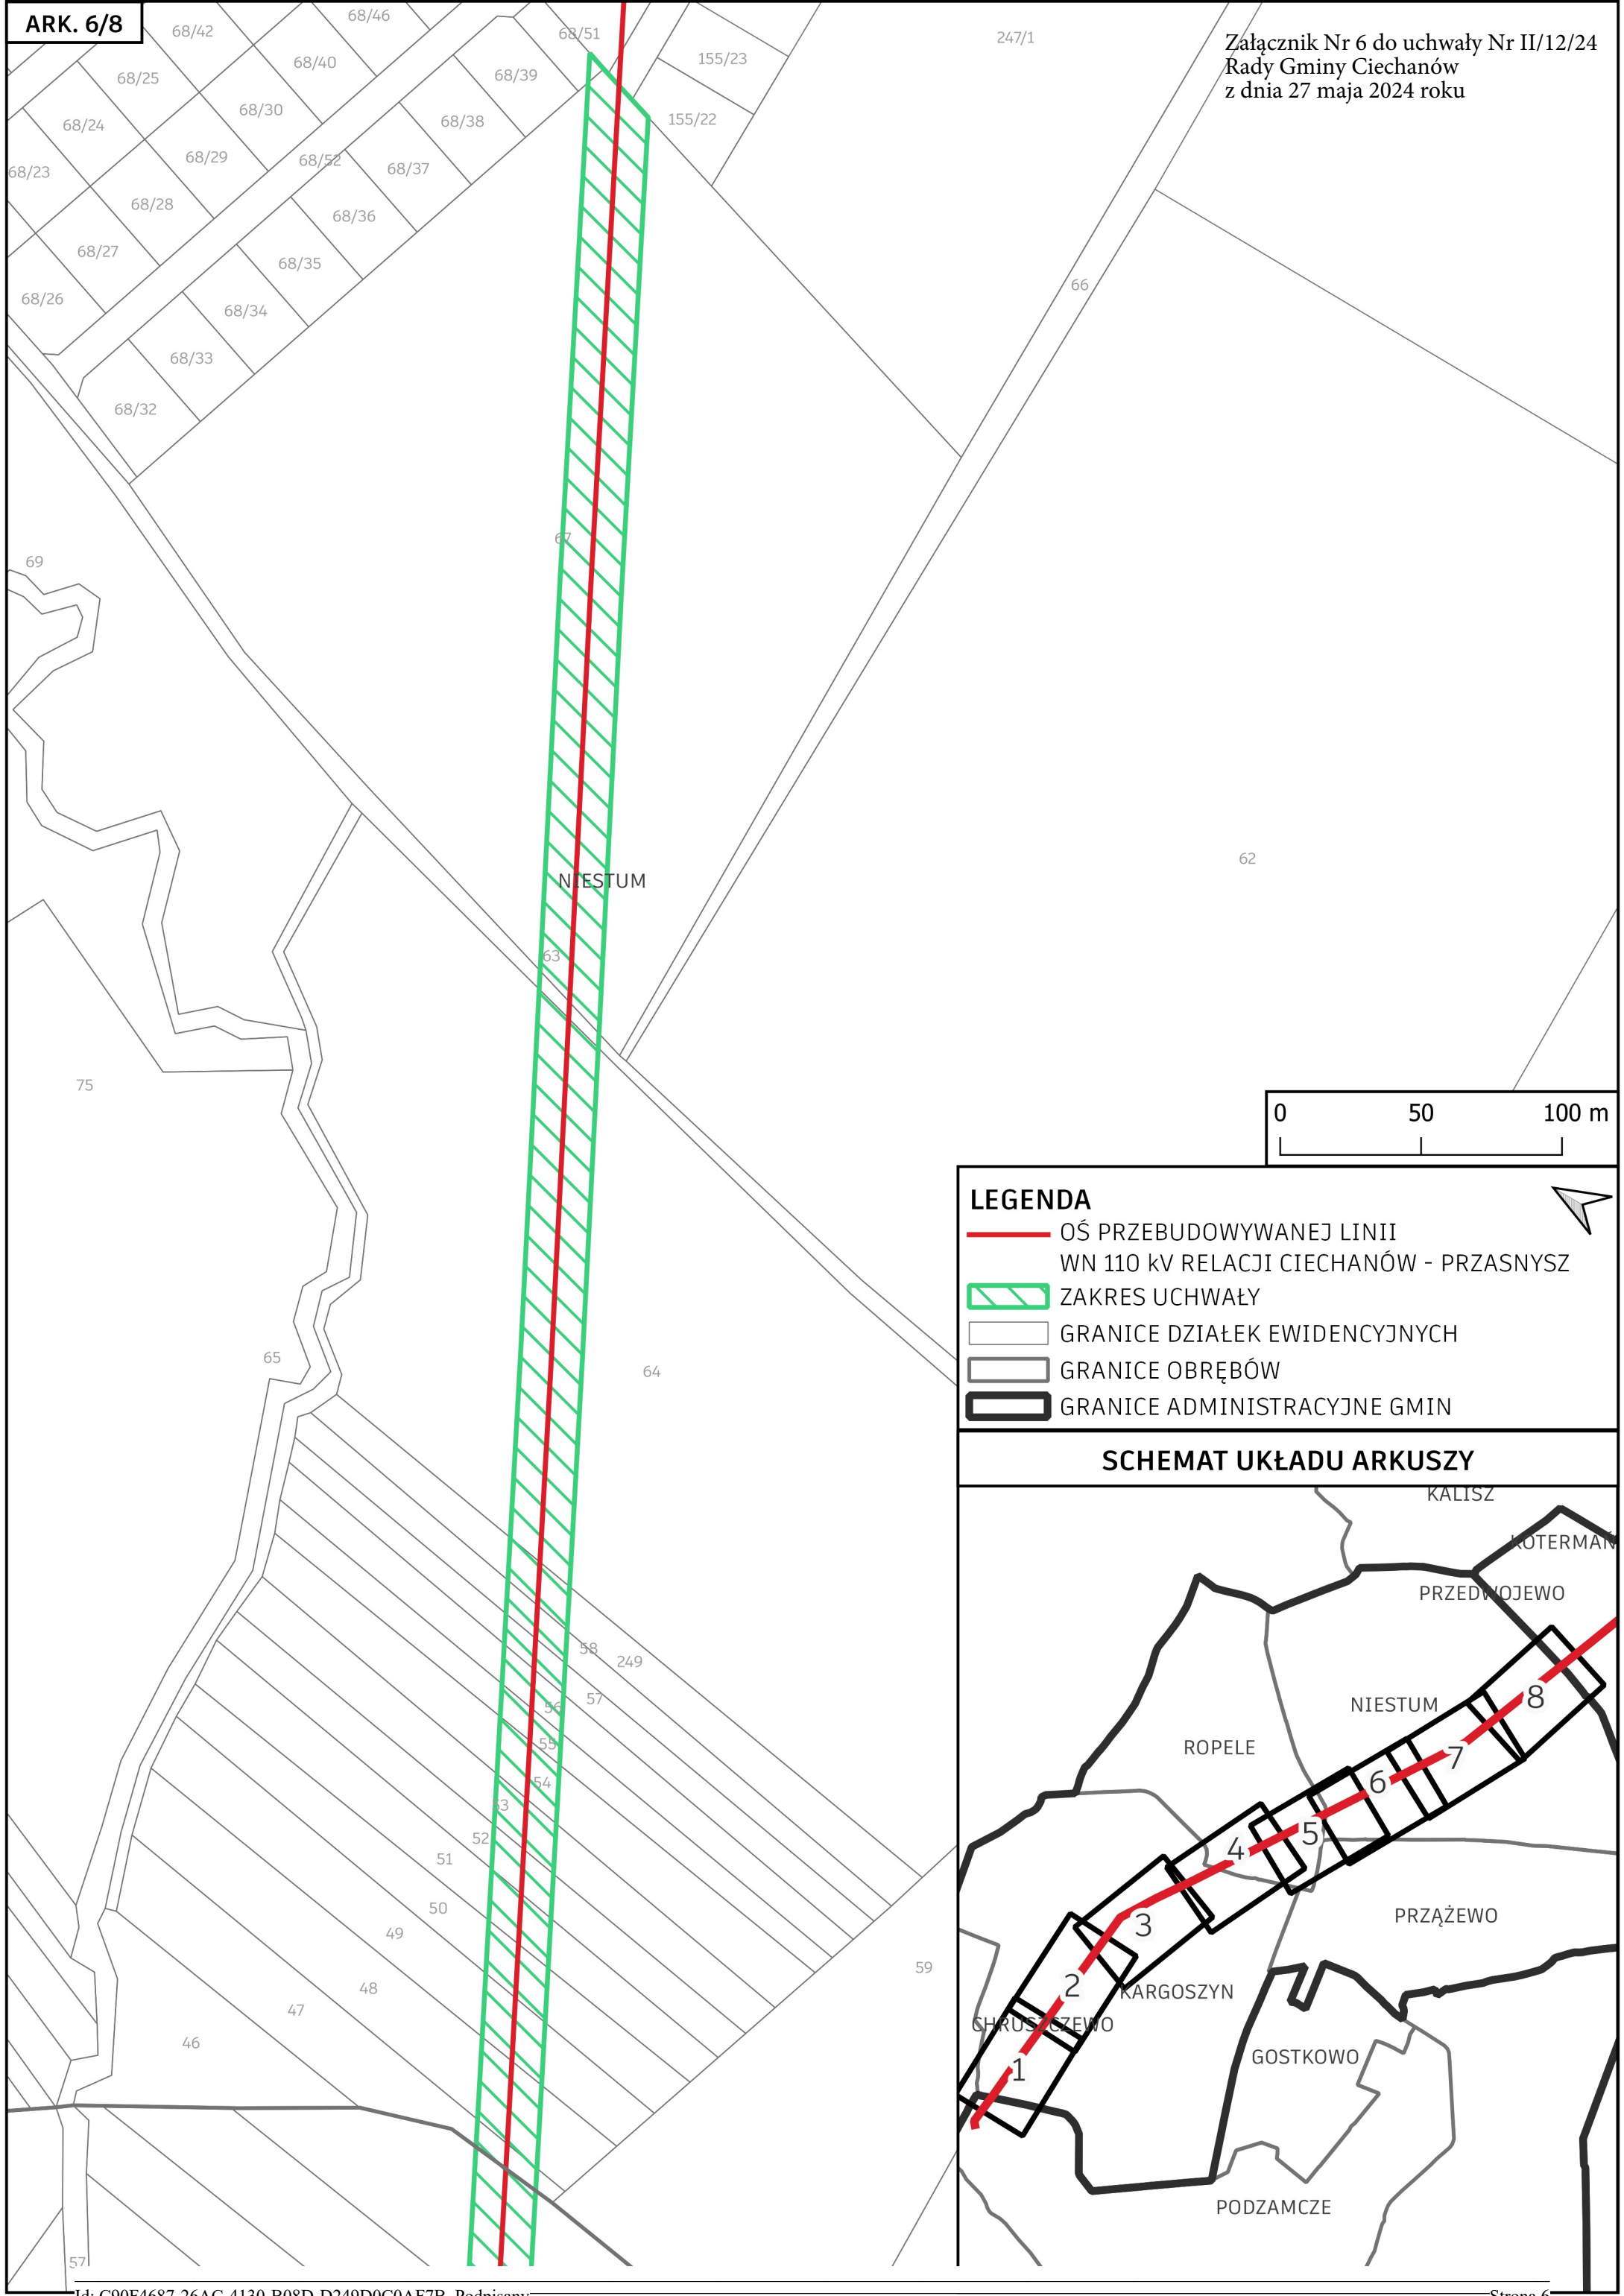 ARK. 6/8
Załącznik Nr 6 do uchwały Nr II/12/24
Rady Gminy Ciechanów
z dnia 27 maja 2024 roku
68/46
68/42
68/51
247/1
68/40
155/23
68/25
68/39
68/30
155/22
68/24
68/38
68/29
68/52
68/37
68/23
68/28
68/36
68/27
68/35
66
68/26
68/34
68/33
68/32
67
69
62
NIESTUM
63
75
65
64
58
249
57
56
55
54
53
52
51
50
49
59
48
47
46
57
0 50 100 m
LEGENDA
OŚ PRZEBUDOWYWANEJ LINII
WN 110 kV RELACJI CIECHANÓW - PRZASNYSZ
ZAKRES UCHWAŁY
GRANICE DZIAŁEK EWIDENCYJNYCH
GRANICE OBRĘBÓW
GRANICE ADMINISTRACYJNE GMIN
SCHEMAT UKŁADU ARKUSZY
KALISZ
KOTERMAŃ
PRZEDWOJEWO
8
NIESTUM
ROPELE
7
6
5
4
PRZĄŻEWO
3
2
KARGOSZYN
CHRUSZCZEWO
GOSTKOWO
1
PODZAMCZE